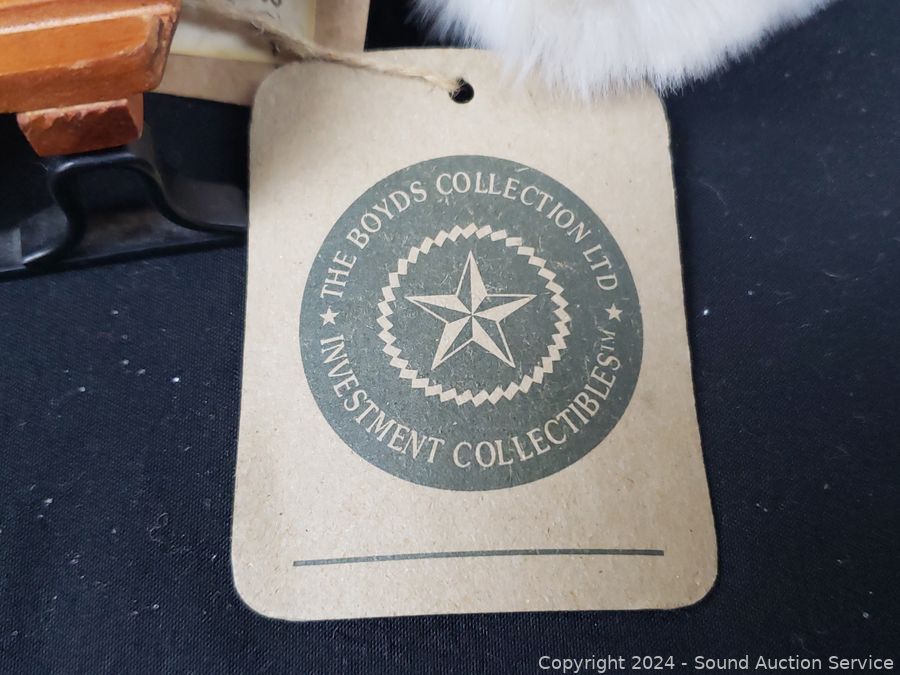 THE BOYDS COLLECTION LTD
INVESTMENT COLLECTIBLES™
Copyright © 2024 - Sound Auction Service